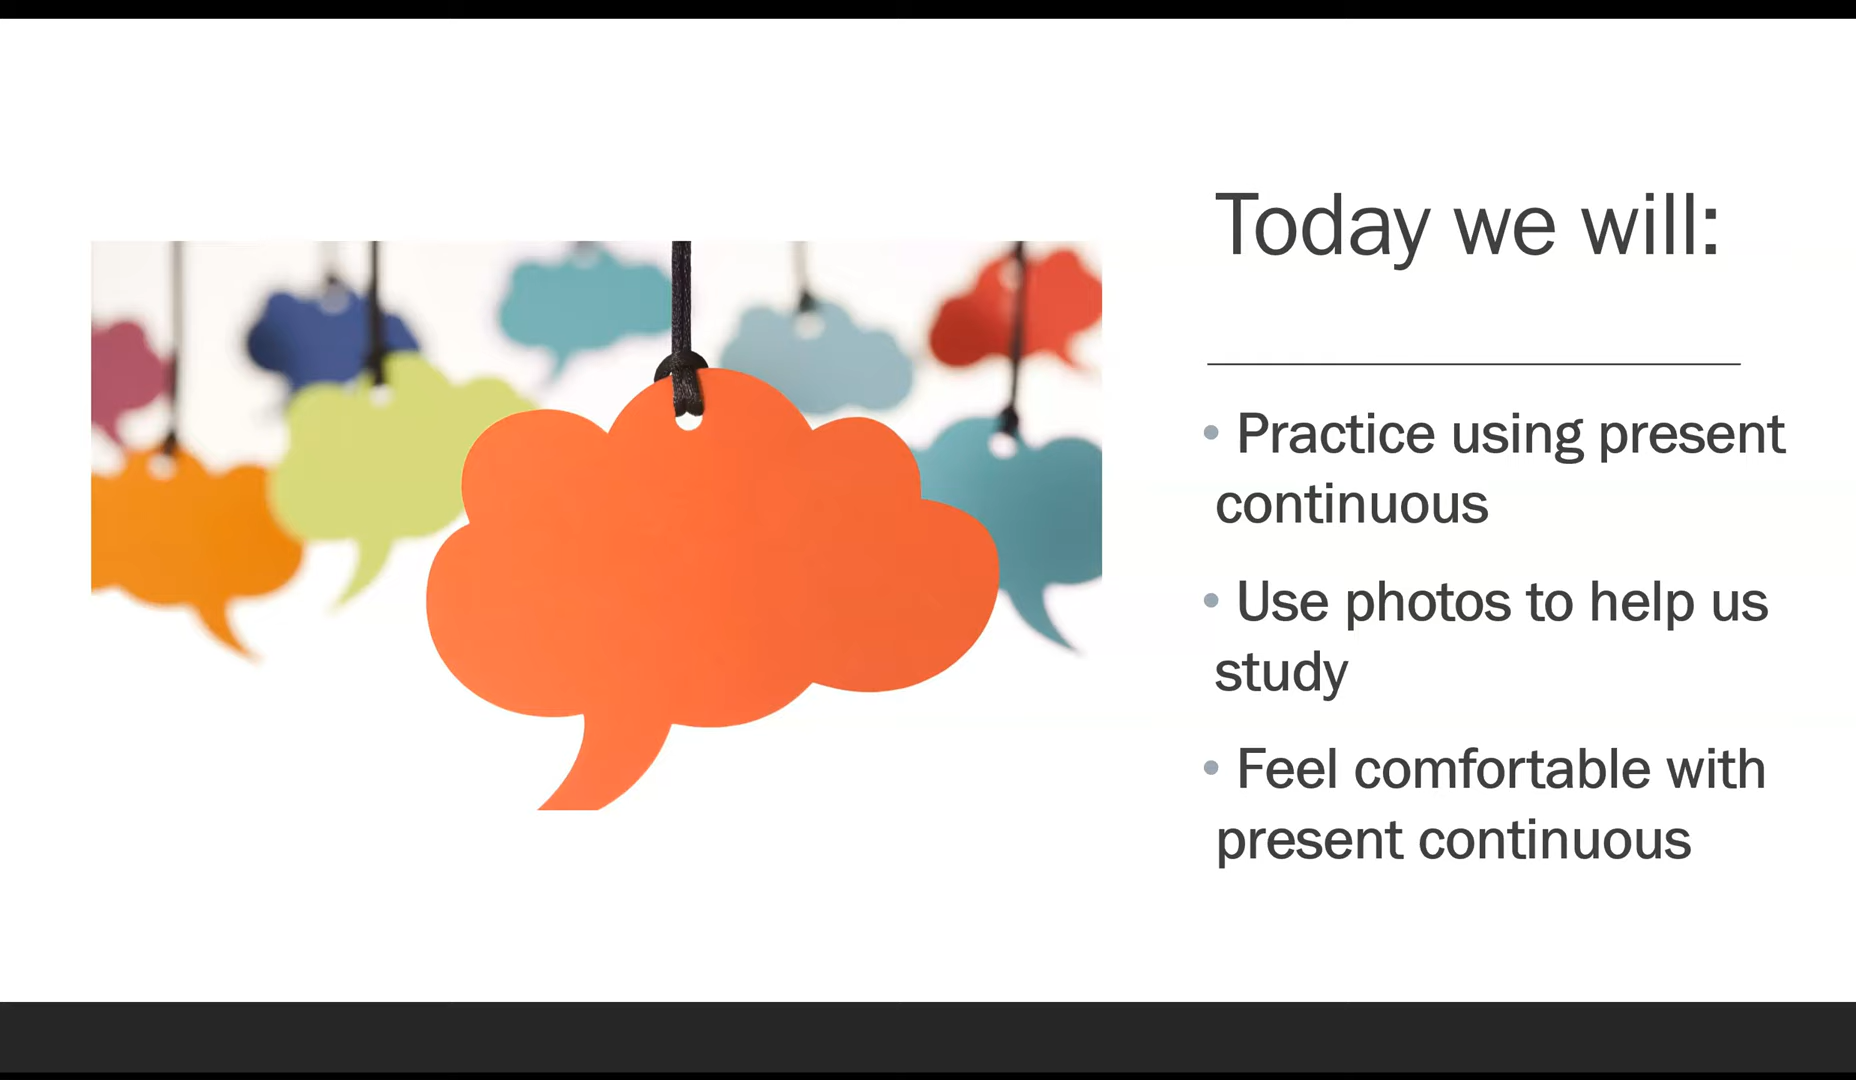 Today we will:
• Practice using present
continuous
• Use photos to help us
study
• Feel comfortable with
present continuous